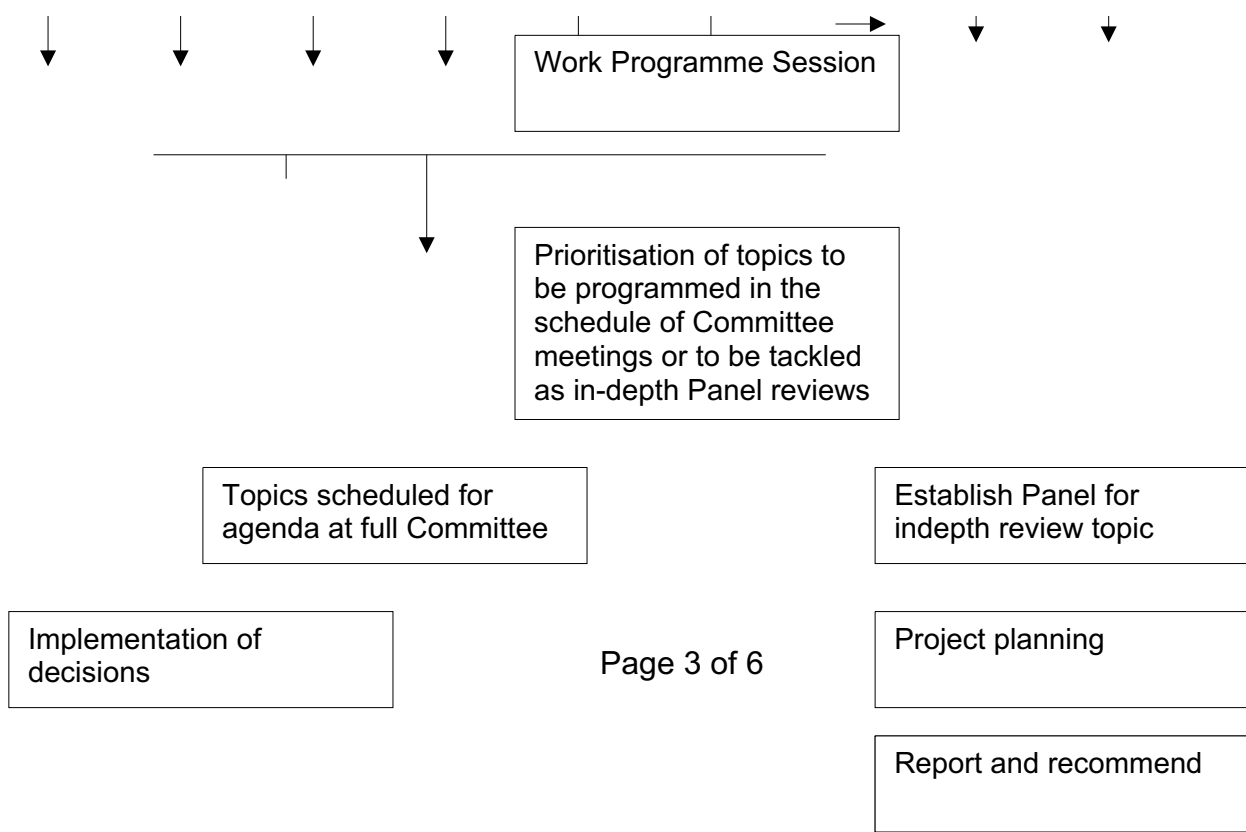 Work Programme Session
Prioritisation of topics to
be programmed in the
schedule of Committee
meetings or to be tackled
as in-depth Panel reviews
Topics scheduled for
agenda at full Committee
Establish Panel for
indepth review topic
Implementation of
decisions
Page 3 of 6
Project planning
Report and recommend